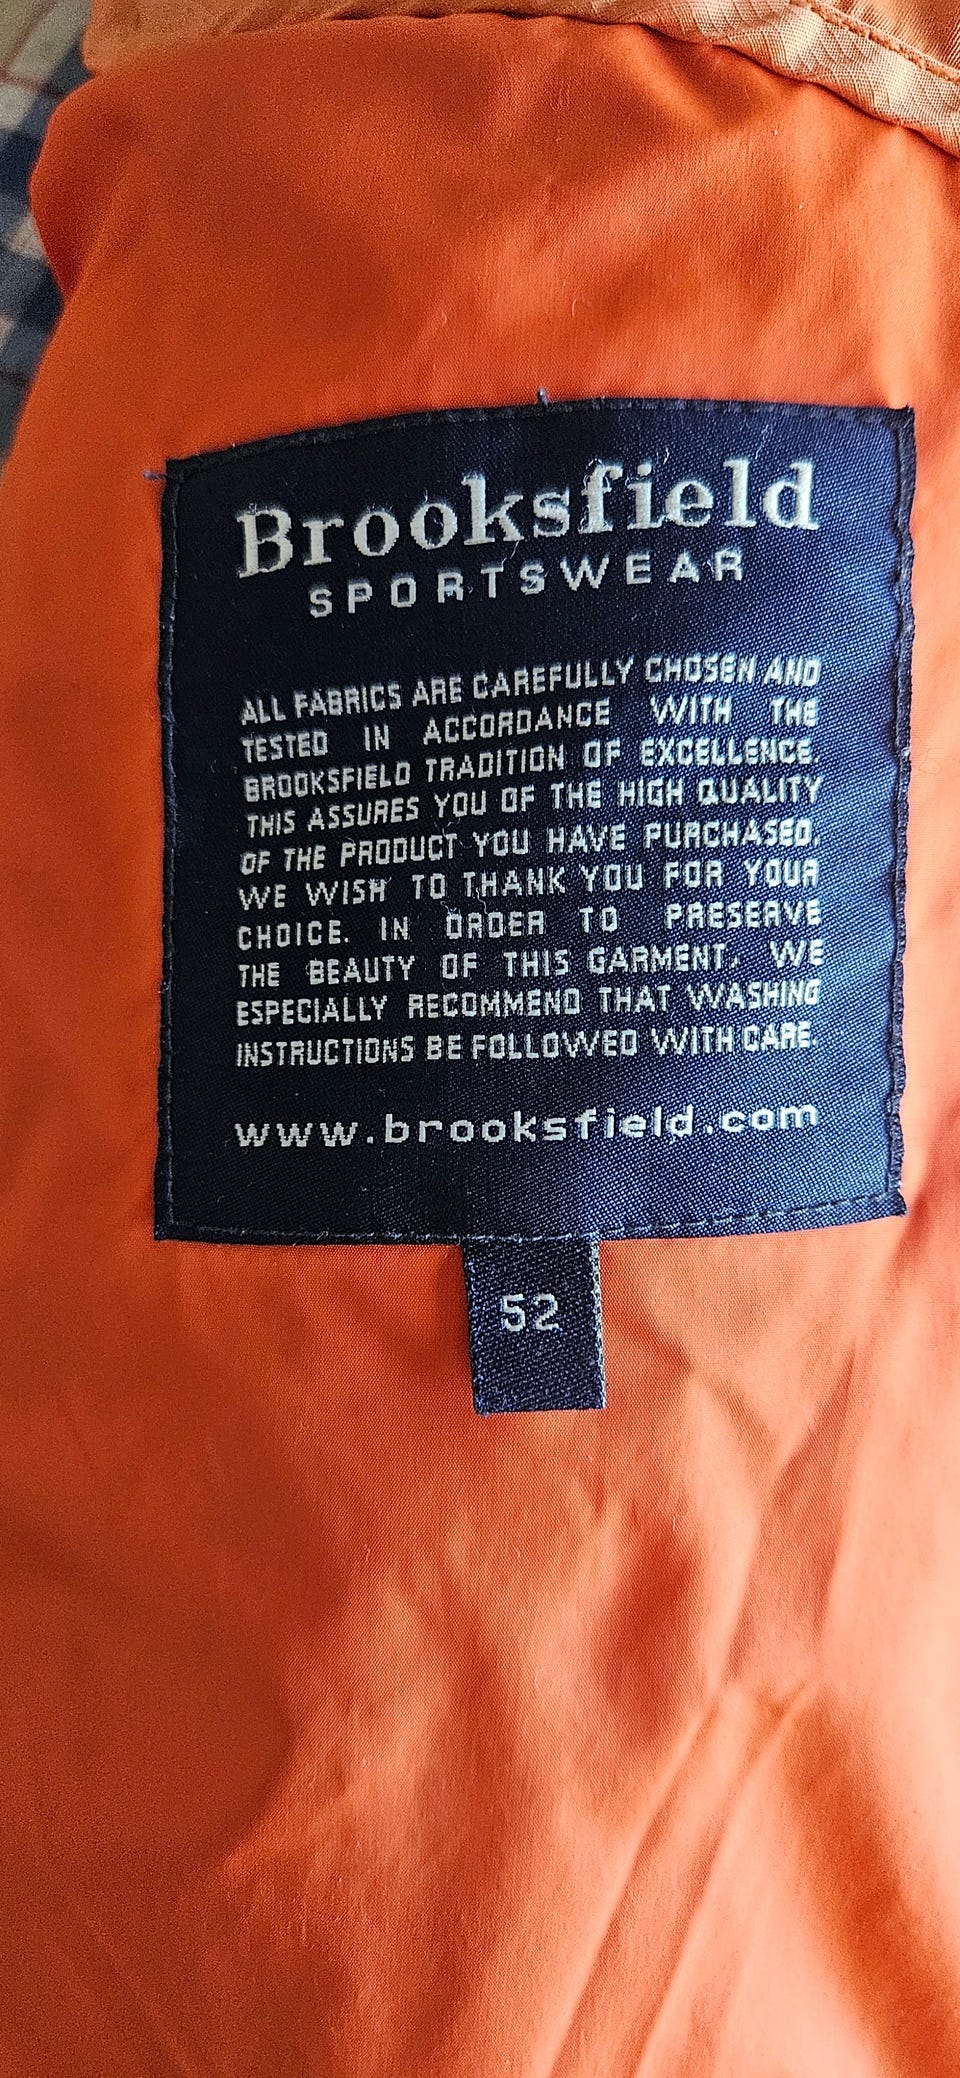 Brooksfield
SPORTSWEAR
ALL FABRICS ARE CAREFULLY CHOSEN AND
TESTED IN ACCORDANCE WITH THE
BROOKSFIELD TRADITION OF EXCELLENCE.
THIS ASSURES YOU OF THE HIGH QUALITY
OF THE PRODUCT YOU HAVE PURCHASED.
WE WISH TO THANK YOU FOR YOUR
CHOICE. IN ORDER TO PRESERVE
THE BEAUTY OF THIS GARMENT, WE
ESPECIALLY RECOMMEND THAT WASHING
INSTRUCTIONS BE FOLLOWED WITH CARE.
www.brooksfield.com
52